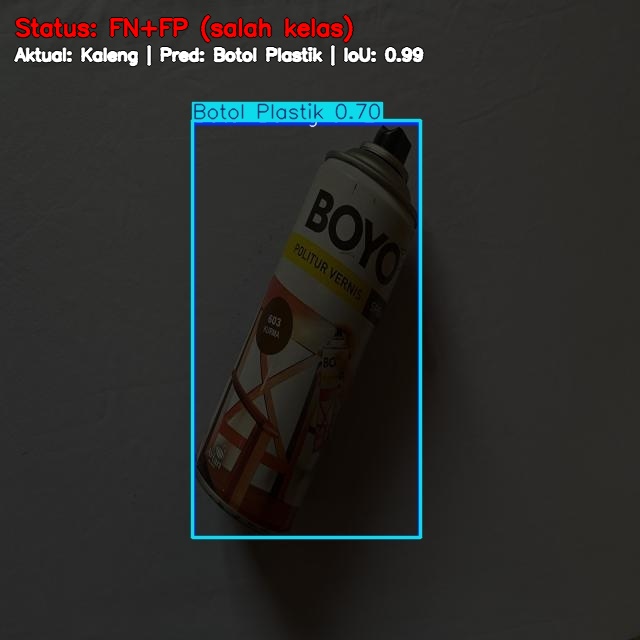 Status: FN+FP (salah kelas)
Aktual: Kaleng | Pred: Botol Plastik | IoU: 0.99
Botol Plastik 0.70
BOYO
POLITUR VERNIS
603
KURMA
BO